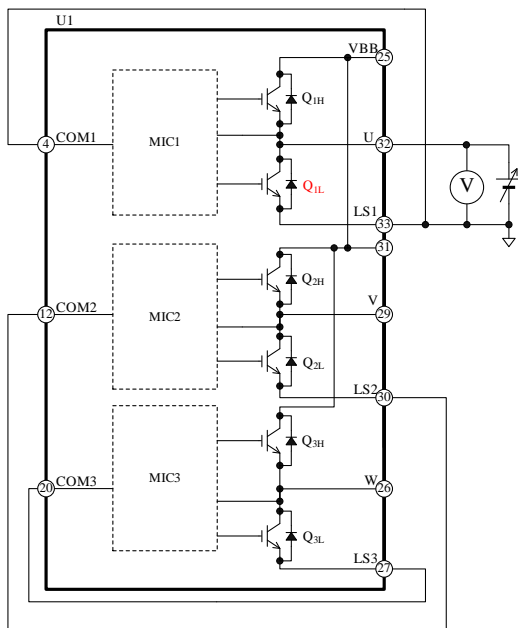 U1
VBB
25
Q1H
4
COM1
MIC1
U
32
V
Q1L
LS1
33
31
Q2H
12
COM2
MIC2
V
29
Q2L
LS2
30
Q3H
20
COM3
MIC3
W
26
Q3L
LS3
27